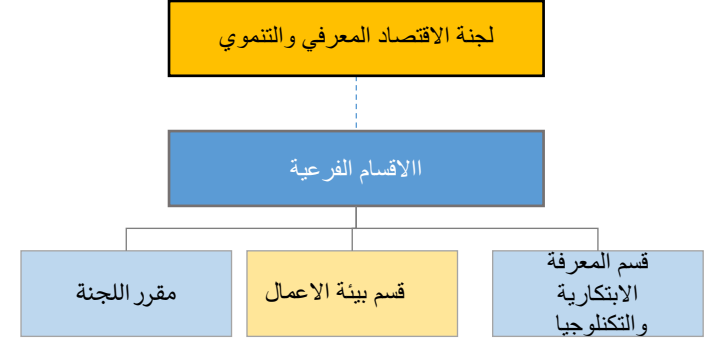 لجنة الاقتصاد المعرفي والتنموي
االاقسام الفرعية
قسم المعرفة
الابتكارية
والتكنلوجيا
قسم بيئة الاعمال
مقرر اللجنة